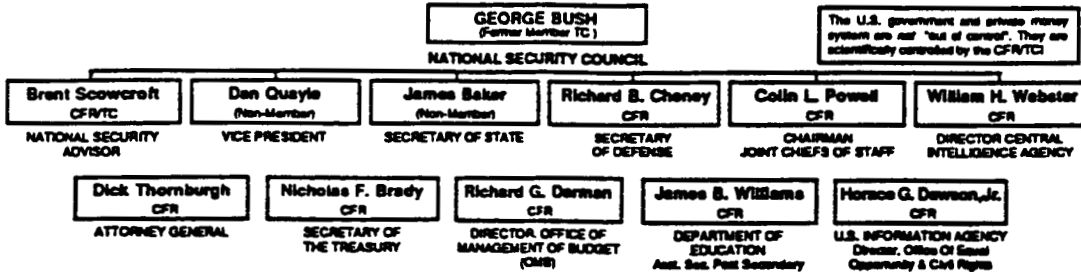 GEORGE BUSH
(Former Member TC)
The U.S. government and private money
system are not "out of control". They are
scientifically controlled by the CFR/TC!
NATIONAL SECURITY COUNCIL
Brent Scowcroft
CFR/TC
NATIONAL SECURITY
ADVISOR
Dan Quayle
(Non-Member)
VICE PRESIDENT
James Baker
(Non-Member)
SECRETARY OF STATE
Richard B. Cheney
CFR
SECRETARY
OF DEFENSE
Colin L. Powell
CFR
CHAIRMAN
JOINT CHIEFS OF STAFF
William H. Webster
CFR
DIRECTOR CENTRAL
INTELLIGENCE AGENCY
Dick Thornburgh
CFR
ATTORNEY GENERAL
Nicholas F. Brady
CFR
SECRETARY OF
THE TREASURY
Richard G. Darman
CFR
DIRECTOR, OFFICE OF
MANAGEMENT OF BUDGET
(OMB)
James B. Williams
CFR
DEPARTMENT OF
EDUCATION
Asst. Sec. Post Secondary
Horace G. Dawson, Jr.
CFR
U.S. INFORMATION AGENCY
Director, Office Of Equal
Opportunity & Civil Rights